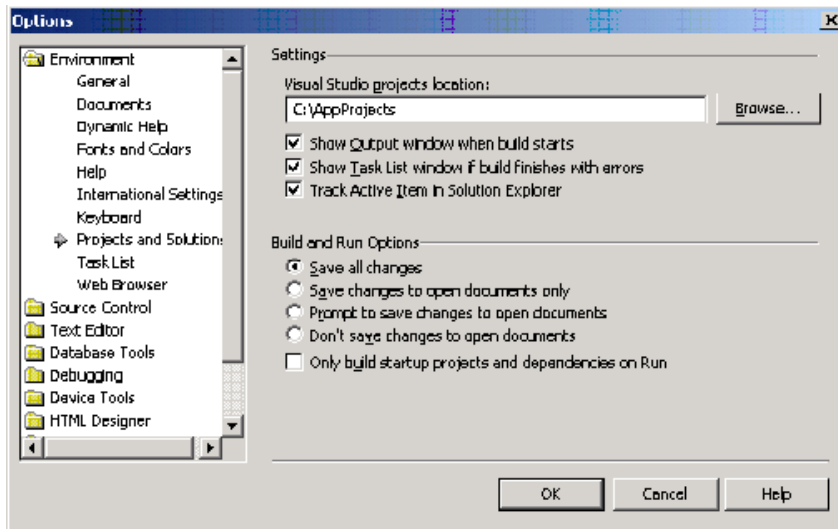 Options
Environment
General
Documents
Dynamic Help
Fonts and Colors
Help
International Settings
Keyboard
Projects and Solution:
Task List
Web Browser
Source Control
Text Editor
Database Tools
Debugging
Device Tools
HTML Designer
Settings
Visual Studio projects location:
C:\AppProjects
Browse...
Show Output window when build starts
Show Task List window if build finishes with errors
Track Active Item in Solution Explorer
Build and Run Options
Save all changes
Save changes to open documents only
Prompt to save changes to open documents
Don't save changes to open documents
Only build startup projects and dependencies on Run
OK
Cancel
Help